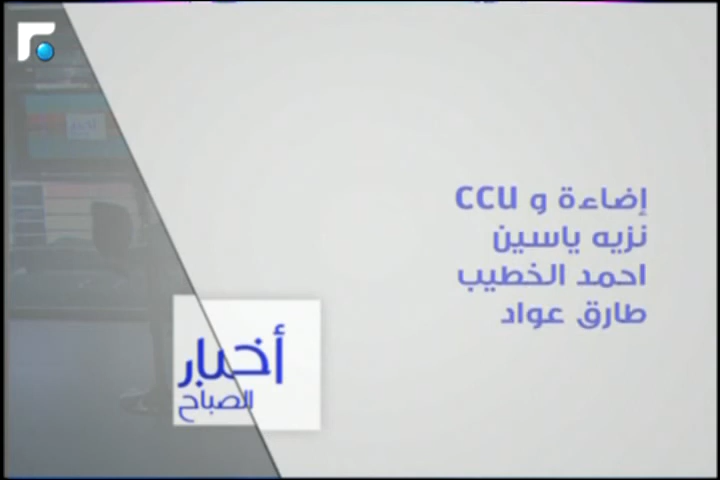 إضاءة و CCU
نزيه ياسين
احمد الخطيب
طارق عواد
أخبار
الصباح